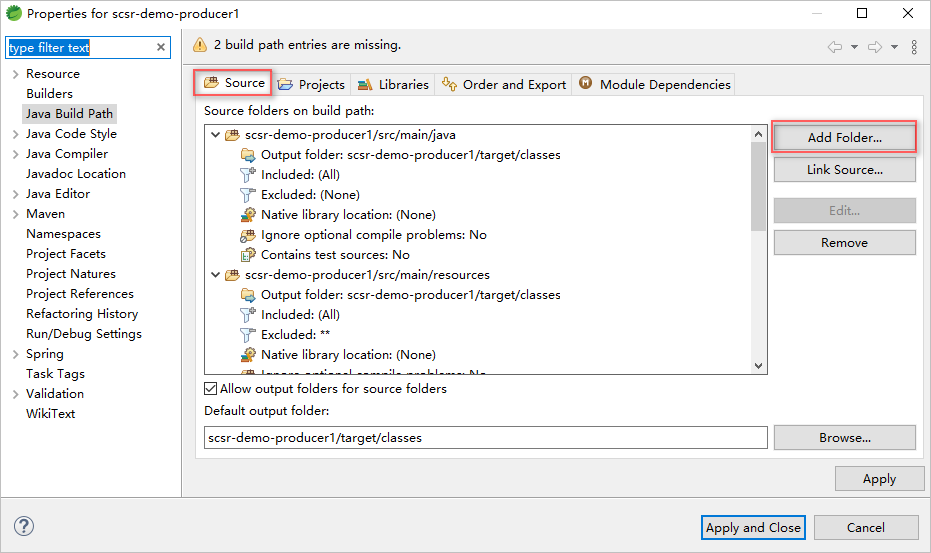 Properties for scsr-demo-producer1
type filter text
2 build path entries are missing.
Resource
Builders
Java Build Path
Java Code Style
Java Compiler
Javadoc Location
Java Editor
Maven
Namespaces
Project Facets
Project Natures
Project References
Refactoring History
Run/Debug Settings
Spring
Task Tags
Validation
WikiText
Source
Projects
Libraries
Order and Export
Module Dependencies
Source folders on build path:
scsr-demo-producer1/src/main/java
Output folder: scsr-demo-producer1/target/classes
Included: (All)
Excluded: (None)
Native library location: (None)
Ignore optional compile problems: No
Contains test sources: No
scsr-demo-producer1/src/main/resources
Output folder: scsr-demo-producer1/target/classes
Included: (All)
Excluded: **
Native library location: (None)
Ignore optional compile problems: No
Add Folder...
Link Source...
Edit...
Remove
Allow output folders for source folders
Default output folder:
scsr-demo-producer1/target/classes
Browse...
Apply
Apply and Close
Cancel